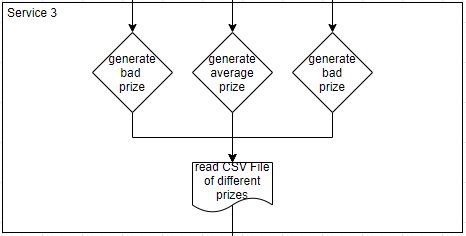 Service 3
generate
bad
prize
generate
average
prize
generate
bad
prize
read CSV File
of different
prizes